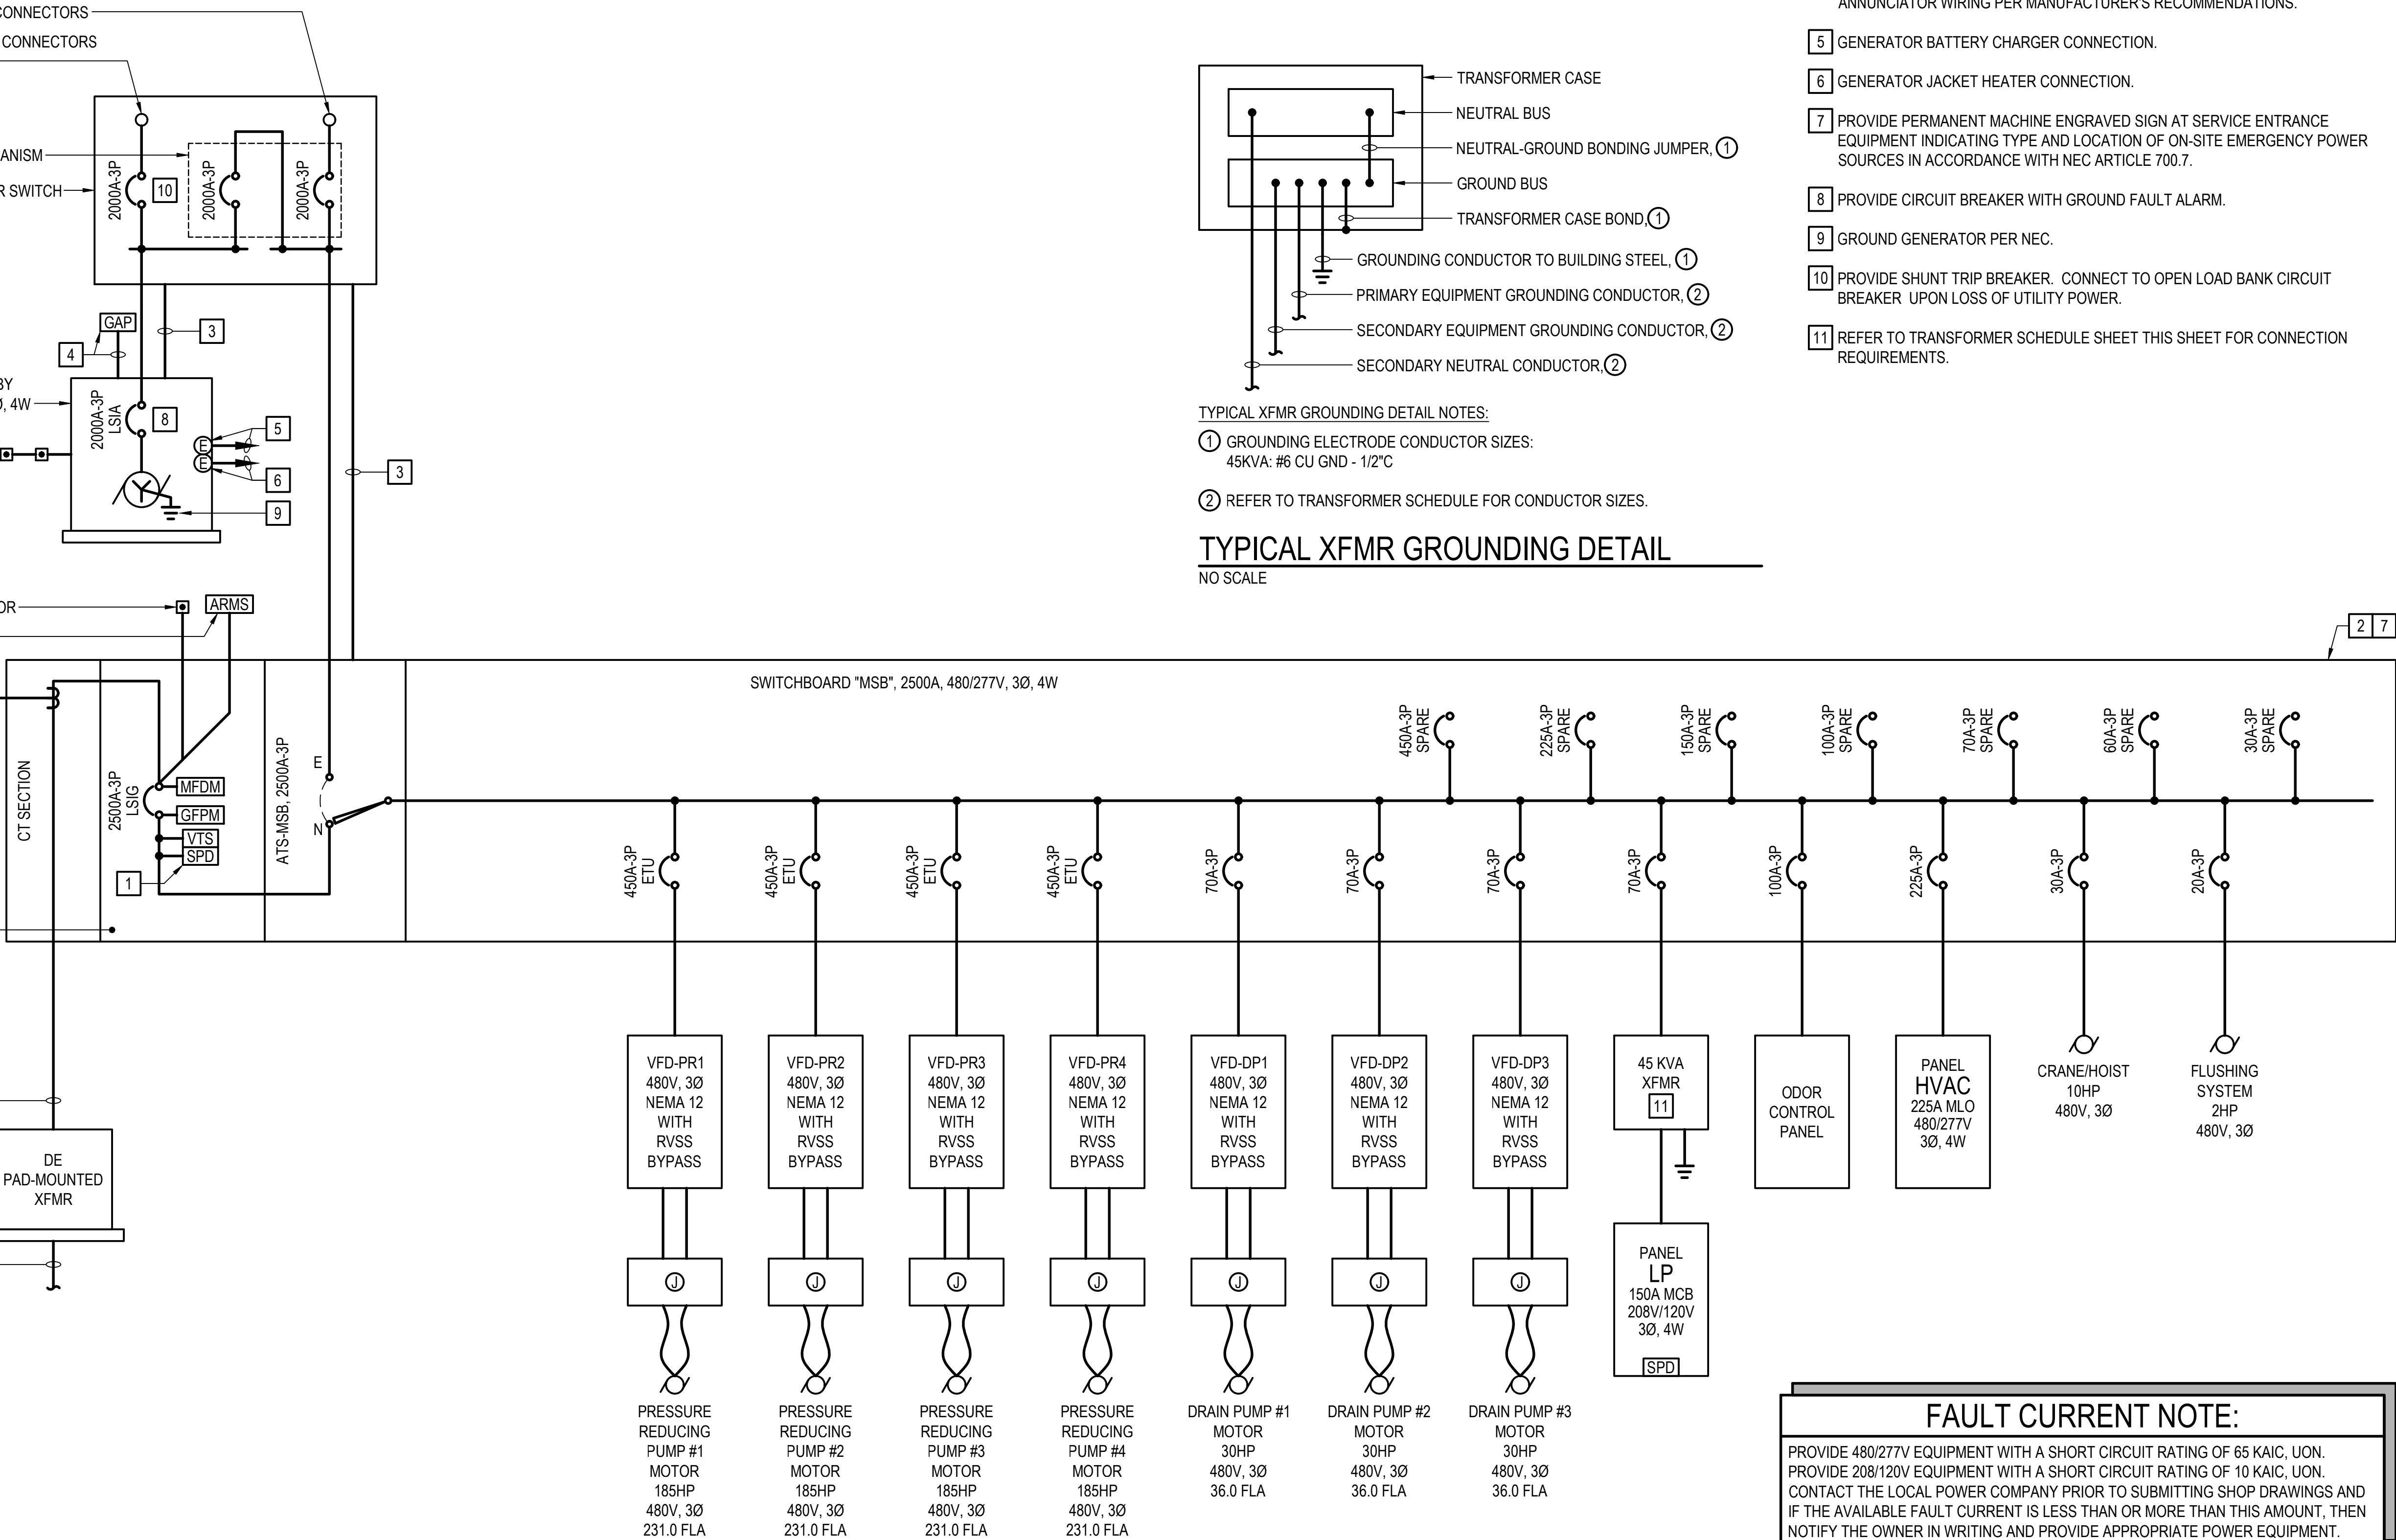 CONNECTORS
CONNECTORS
ANISM
R SWITCH
2000A-3P
10
2000A-3P
2000A-3P
GAP
3
4
BY
Ø, 4W
2000A-3P
LSIA
8
E
E
5
6
9
3
TRANSFORMER CASE
NEUTRAL BUS
NEUTRAL-GROUND BONDING JUMPER, 1
GROUND BUS
TRANSFORMER CASE BOND, 1
GROUNDING CONDUCTOR TO BUILDING STEEL, 1
PRIMARY EQUIPMENT GROUNDING CONDUCTOR, 2
SECONDARY EQUIPMENT GROUNDING CONDUCTOR, 2
SECONDARY NEUTRAL CONDUCTOR, 2
TYPICAL XFMR GROUNDING DETAIL NOTES:
1 GROUNDING ELECTRODE CONDUCTOR SIZES:
45KVA: #6 CU GND - 1/2"C
2 REFER TO TRANSFORMER SCHEDULE FOR CONDUCTOR SIZES.
TYPICAL XFMR GROUNDING DETAIL
NO SCALE
ANNUNCIATOR WIRING PER MANUFACTURER'S RECOMMENDATIONS.
5 GENERATOR BATTERY CHARGER CONNECTION.
6 GENERATOR JACKET HEATER CONNECTION.
7 PROVIDE PERMANENT MACHINE ENGRAVED SIGN AT SERVICE ENTRANCE
EQUIPMENT INDICATING TYPE AND LOCATION OF ON-SITE EMERGENCY POWER
SOURCES IN ACCORDANCE WITH NEC ARTICLE 700.7.
8 PROVIDE CIRCUIT BREAKER WITH GROUND FAULT ALARM.
9 GROUND GENERATOR PER NEC.
10 PROVIDE SHUNT TRIP BREAKER. CONNECT TO OPEN LOAD BANK CIRCUIT
BREAKER UPON LOSS OF UTILITY POWER.
11 REFER TO TRANSFORMER SCHEDULE SHEET THIS SHEET FOR CONNECTION
REQUIREMENTS.
OR
ARMS
2 7
SWITCHBOARD "MSB", 2500A, 480/277V, 3Ø, 4W
CT SECTION
2500A-3P
LSIG
MFDM
GFPM
VTS
SPD
1
ATS-MSB, 2500A-3P
E
N
450A-3P
SPARE
225A-3P
SPARE
150A-3P
SPARE
100A-3P
SPARE
70A-3P
SPARE
60A-3P
SPARE
30A-3P
SPARE
450A-3P
ETU
450A-3P
ETU
450A-3P
ETU
450A-3P
ETU
70A-3P
70A-3P
70A-3P
70A-3P
100A-3P
225A-3P
30A-3P
20A-3P
DE
PAD-MOUNTED
XFMR
VFD-PR1
480V, 3Ø
NEMA 12
WITH
RVSS
BYPASS
VFD-PR2
480V, 3Ø
NEMA 12
WITH
RVSS
BYPASS
VFD-PR3
480V, 3Ø
NEMA 12
WITH
RVSS
BYPASS
VFD-PR4
480V, 3Ø
NEMA 12
WITH
RVSS
BYPASS
VFD-DP1
480V, 3Ø
NEMA 12
WITH
RVSS
BYPASS
VFD-DP2
480V, 3Ø
NEMA 12
WITH
RVSS
BYPASS
VFD-DP3
480V, 3Ø
NEMA 12
WITH
RVSS
BYPASS
45 KVA
XFMR
11
ODOR
CONTROL
PANEL
PANEL
HVAC
225A MLO
480/277V
3Ø, 4W
CRANE/HOIST
10HP
480V, 3Ø
FLUSHING
SYSTEM
2HP
480V, 3Ø
J
J
J
J
J
J
J
PANEL
LP
150A MCB
208V/120V
3Ø, 4W
SPD
PRESSURE
REDUCING
PUMP #1
MOTOR
185HP
480V, 3Ø
231.0 FLA
PRESSURE
REDUCING
PUMP #2
MOTOR
185HP
480V, 3Ø
231.0 FLA
PRESSURE
REDUCING
PUMP #3
MOTOR
185HP
480V, 3Ø
231.0 FLA
PRESSURE
REDUCING
PUMP #4
MOTOR
185HP
480V, 3Ø
231.0 FLA
DRAIN PUMP #1
MOTOR
30HP
480V, 3Ø
36.0 FLA
DRAIN PUMP #2
MOTOR
30HP
480V, 3Ø
36.0 FLA
DRAIN PUMP #3
MOTOR
30HP
480V, 3Ø
36.0 FLA
FAULT CURRENT NOTE:
PROVIDE 480/277V EQUIPMENT WITH A SHORT CIRCUIT RATING OF 65 KAIC, UON.
PROVIDE 208/120V EQUIPMENT WITH A SHORT CIRCUIT RATING OF 10 KAIC, UON.
CONTACT THE LOCAL POWER COMPANY PRIOR TO SUBMITTING SHOP DRAWINGS AND
IF THE AVAILABLE FAULT CURRENT IS LESS THAN OR MORE THAN THIS AMOUNT, THEN
NOTIFY THE OWNER IN WRITING AND PROVIDE APPROPRIATE POWER EQUIPMENT.